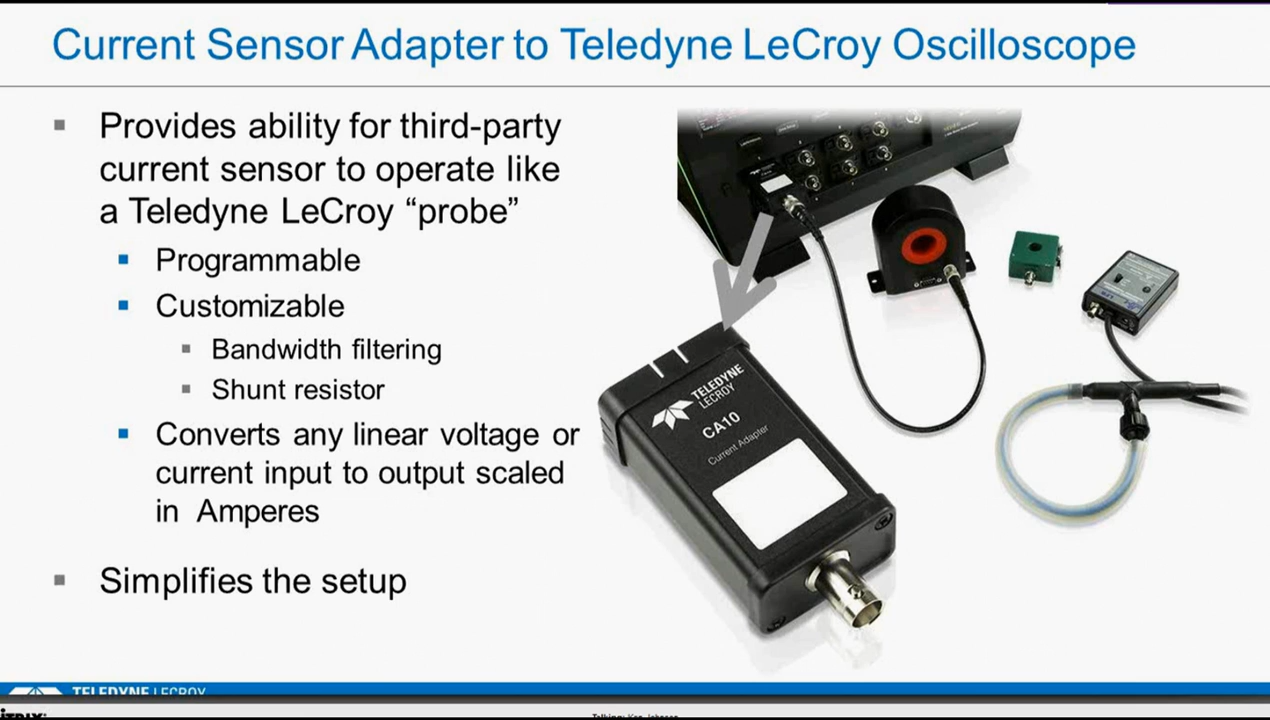 Current Sensor Adapter to Teledyne LeCroy Oscilloscope
Provides ability for third-party
current sensor to operate like
a Teledyne LeCroy “probe”
Programmable
Customizable
Bandwidth filtering
Shunt resistor
Converts any linear voltage or
current input to output scaled
in Amperes
Simplifies the setup
TELEDYNE
LECROY
CA10
Current Adapter
TELEDYNE LECROY